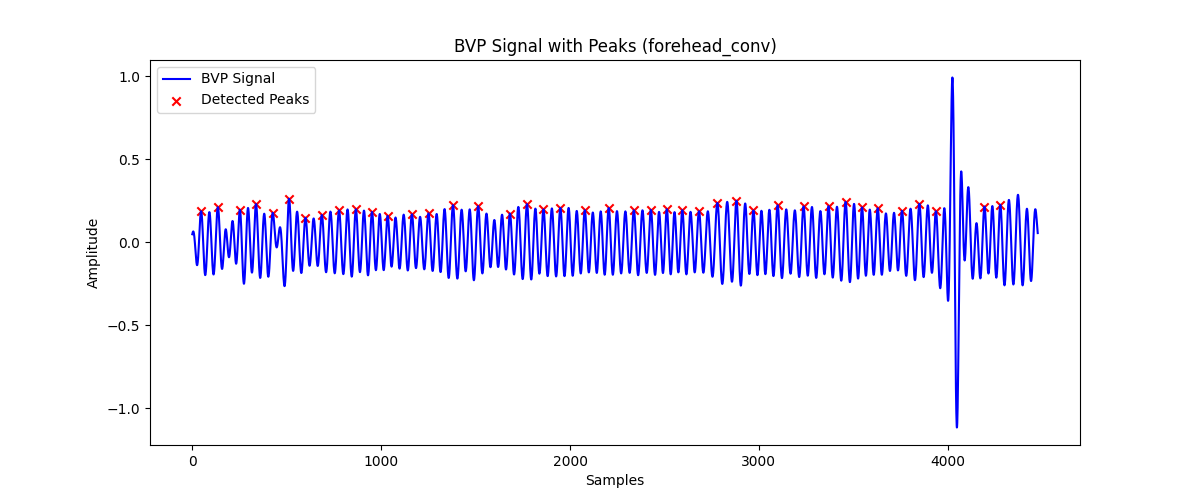 BVP Signal with Peaks (forehead_conv)
BVP Signal
Detected Peaks
1.0
0.5
0.0
−0.5
−1.0
Amplitude
0 1000 2000 3000 4000
Samples